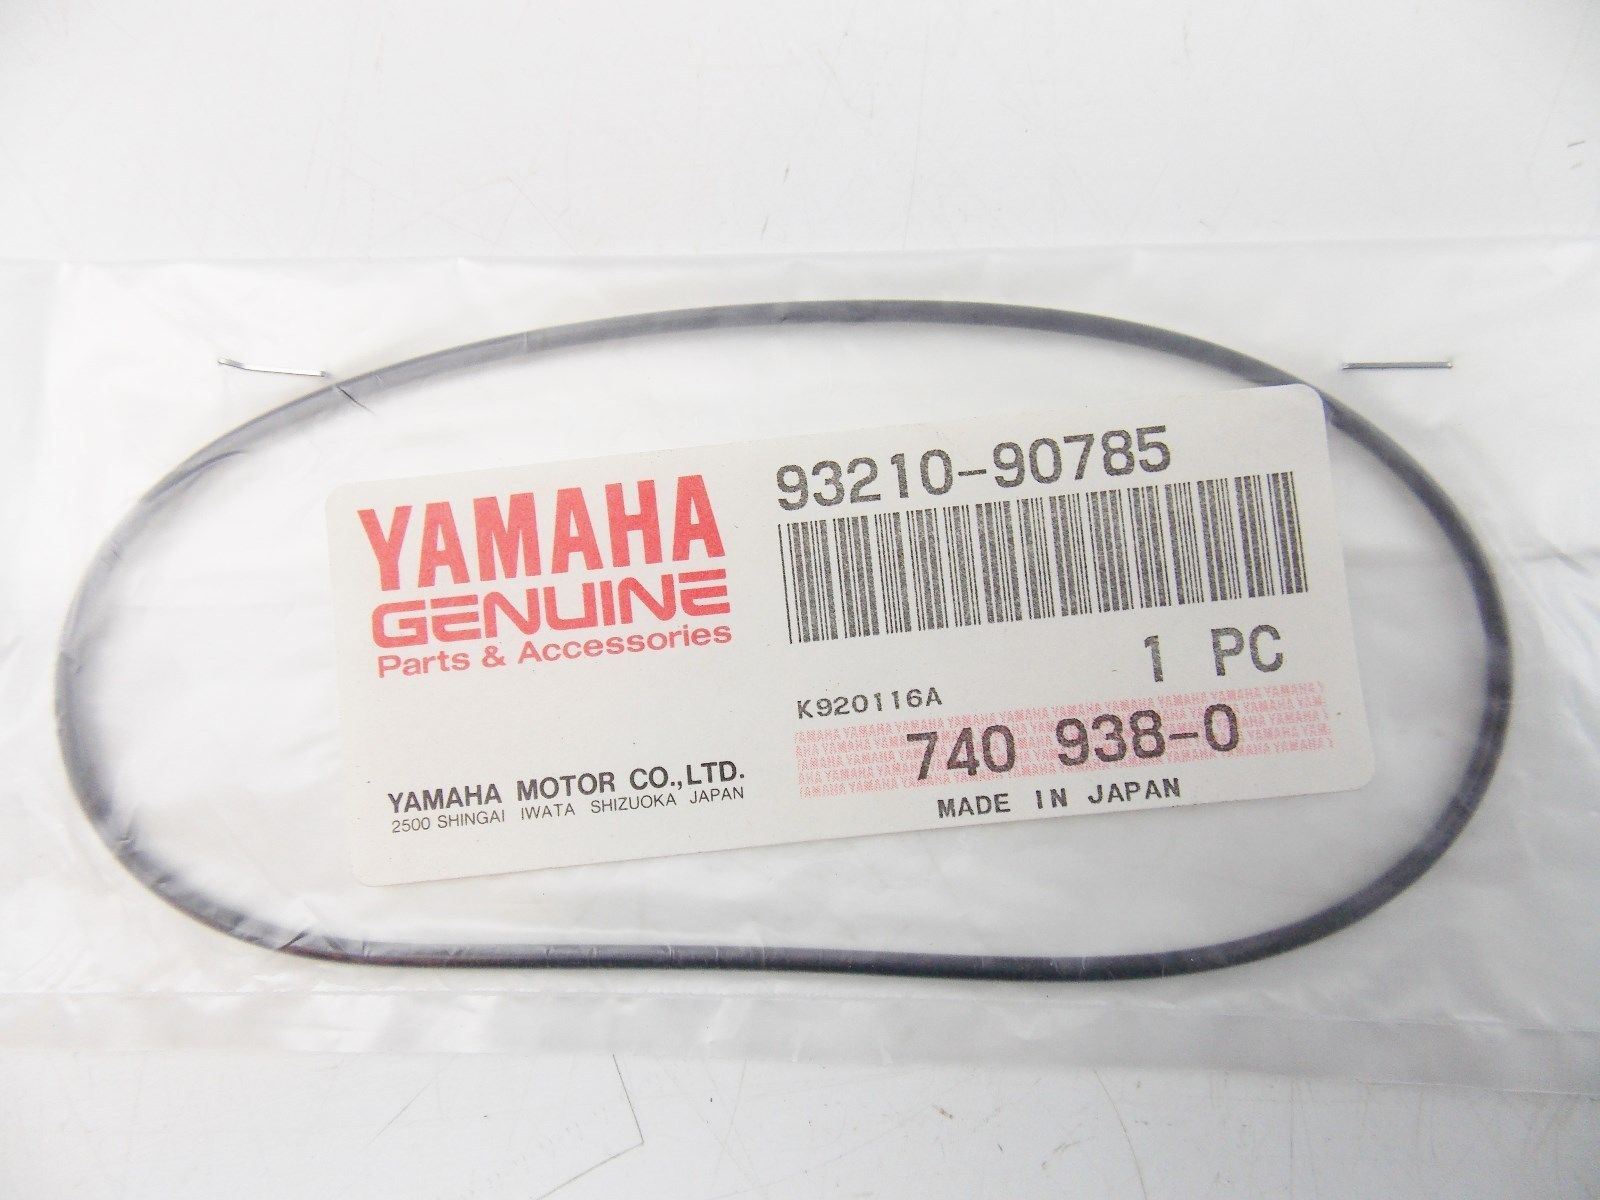 YAMAHA
GENUINE
Parts & Accessories
YAMAHA MOTOR CO.,LTD.
2500 SHINGAI IWATA SHIZUOKA JAPAN
93210-90785
1 PC
K920116A
740 938-0
MADE IN JAPAN